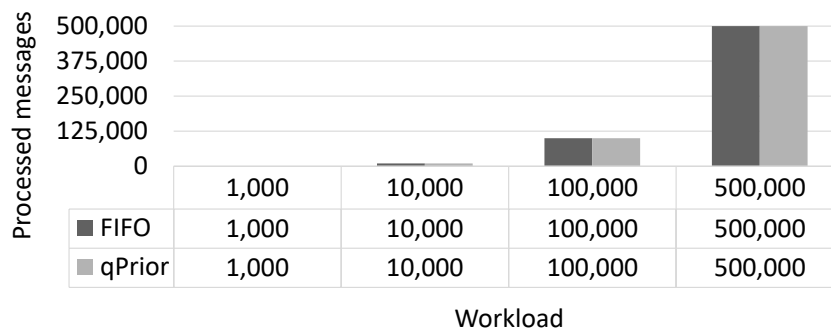 Processed messages
500,000
375,000
250,000
125,000
0
1,000 10,000 100,000 500,000
FIFO 1,000 10,000 100,000 500,000
qPrior 1,000 10,000 100,000 500,000
Workload